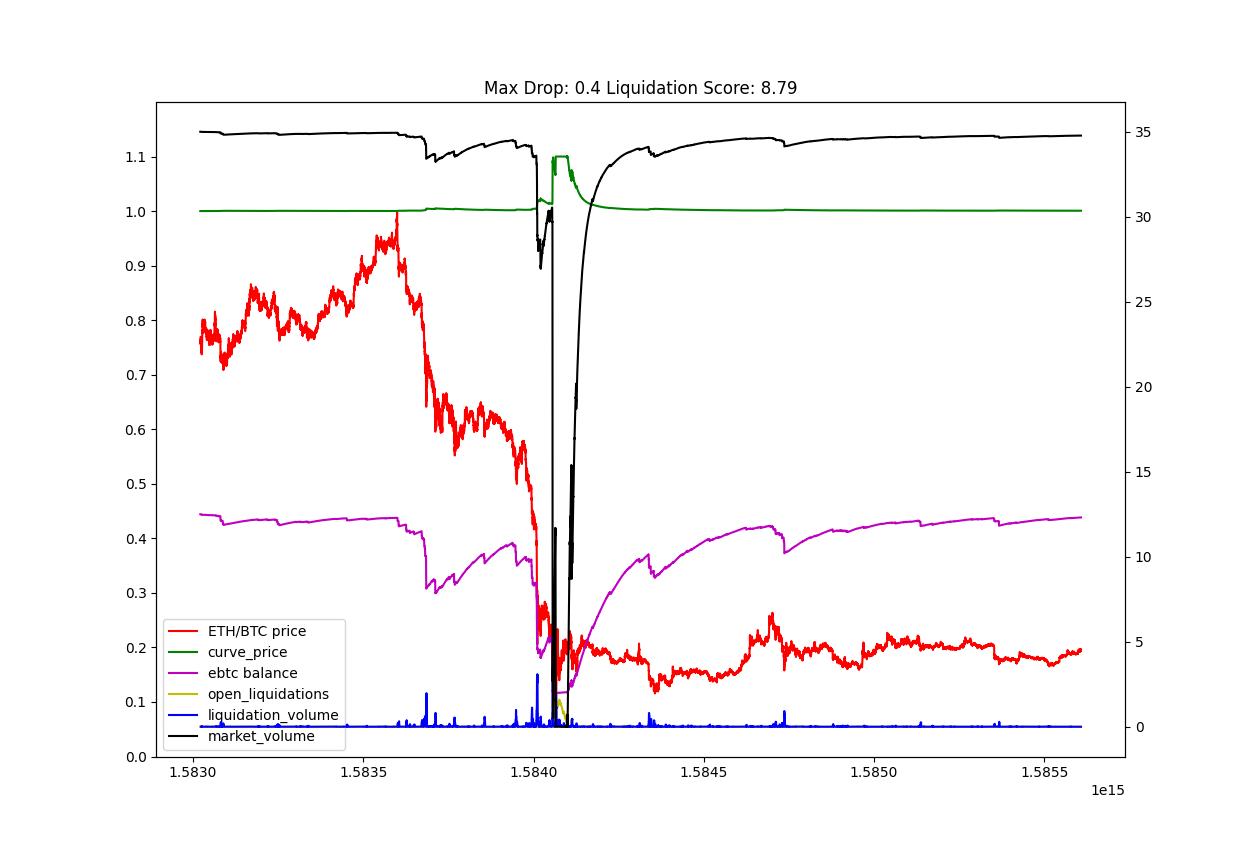 Max Drop: 0.4 Liquidation Score: 8.79
1.1
1.0
0.9
0.8
0.7
0.6
0.5
0.4
0.3
0.2
0.1
0.0
35
30
25
20
15
10
5
0
ETH/BTC price
curve_price
ebtc balance
open_liquidations
liquidation_volume
market_volume
1.5830 1.5835 1.5840 1.5845 1.5850 1.5855
1e15